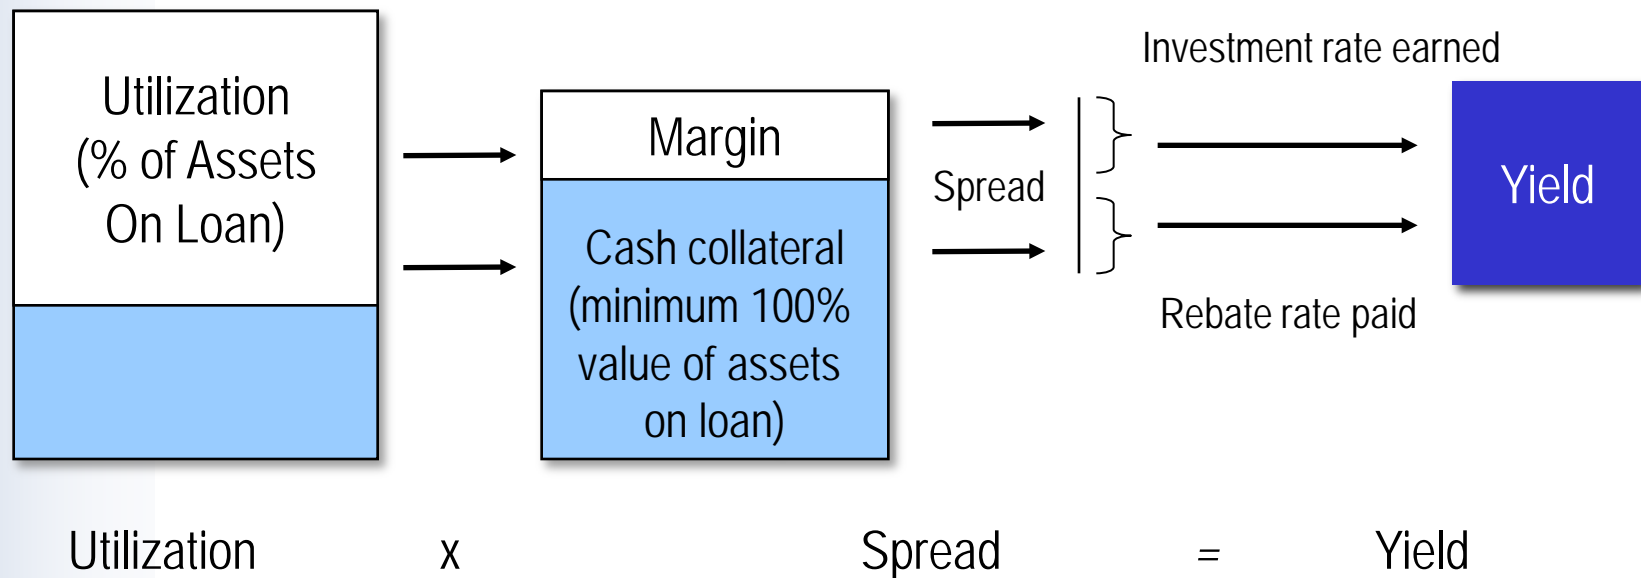 Utilization
(% of Assets
On Loan)
Margin
Cash collateral
(minimum 100%
value of assets
on loan)
Spread
Investment rate earned
Rebate rate paid
Yield
Utilization x Spread = Yield